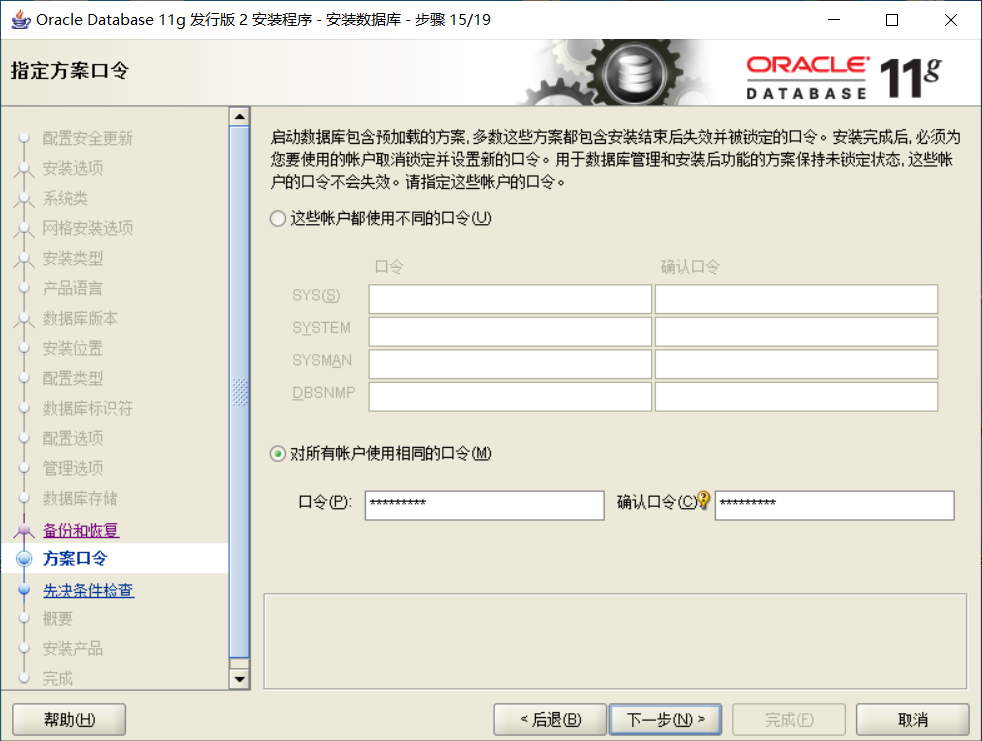 Oracle Database 11g 发行版 2 安装程序 - 安装数据库 - 步骤 15/19
指定方案口令
ORACLE 11g
DATABASE
配置安全更新
安装选项
系统类
网格安装选项
安装类型
产品语言
数据库版本
安装位置
配置类型
数据库标识符
配置选项
管理选项
数据库存储
备份和恢复
方案口令
先决条件检查
概要
安装产品
完成
启动数据库包含预加载的方案, 多数这些方案都包含安装结束后失效并被锁定的口令。安装完成后, 必须为
您要使用的帐户取消锁定并设置新的口令。用于数据库管理和安装后功能的方案保持未锁定状态, 这些帐
户的口令不会失效。请指定这些帐户的口令。
这些帐户都使用不同的口令(U)
口令 确认口令
SYS(S)
SYSTEM
SYSMAN
DBSNMP
对所有帐户使用相同的口令(M)
口令(P): ********* 确认口令(C) *********
帮助(H) < 后退(B) 下一步(N) > 完成(F) 取消